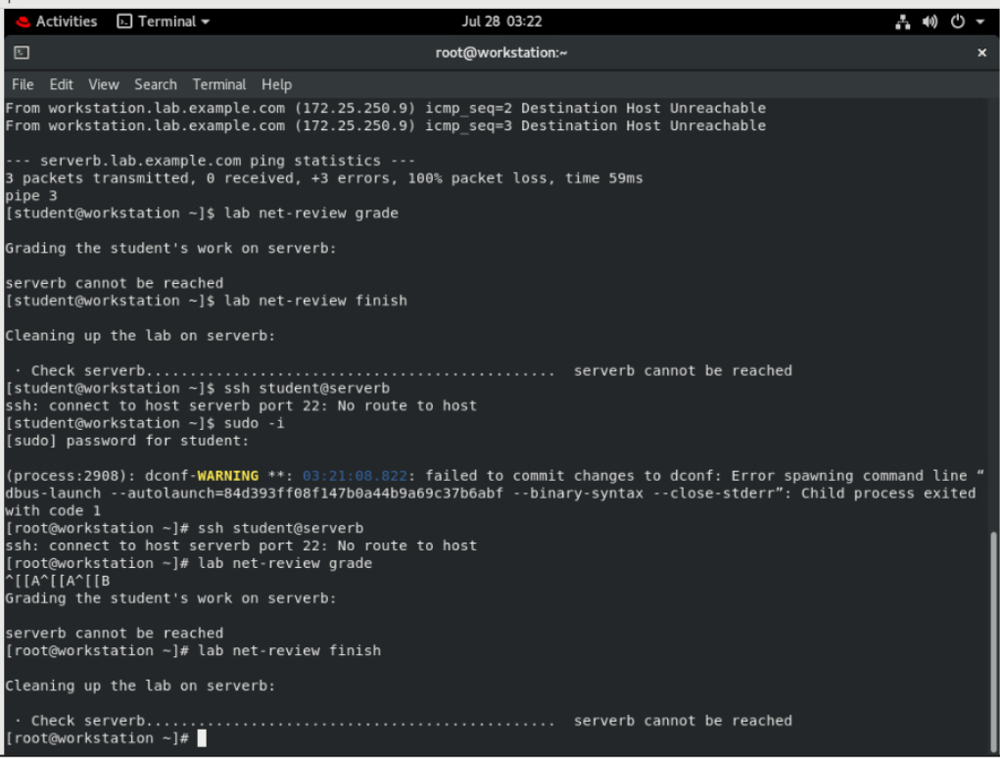 Activities Terminal Jul 28 03:22
root@workstation:~ ×
File Edit View Search Terminal Help
From workstation.lab.example.com (172.25.250.9) icmp_seq=2 Destination Host Unreachable
From workstation.lab.example.com (172.25.250.9) icmp_seq=3 Destination Host Unreachable
--- serverb.lab.example.com ping statistics ---
3 packets transmitted, 0 received, +3 errors, 100% packet loss, time 59ms
pipe 3
[student@workstation ~]$ lab net-review grade
Grading the student's work on serverb:
serverb cannot be reached
[student@workstation ~]$ lab net-review finish
Cleaning up the lab on serverb:
· Check serverb............................................... serverb cannot be reached
[student@workstation ~]$ ssh student@serverb
ssh: connect to host serverb port 22: No route to host
[student@workstation ~]$ sudo -i
[sudo] password for student:
(process:2908): dconf-WARNING **: 03:21:08.822: failed to commit changes to dconf: Error spawning command line “
dbus-launch --autolaunch=84d393ff08f147b0a44b9a69c37b6abf --binary-syntax --close-stderr”: Child process exited
with code 1
[root@workstation ~]# ssh student@serverb
ssh: connect to host serverb port 22: No route to host
[root@workstation ~]# lab net-review grade
^[[A^[[A^[[B
Grading the student's work on serverb:
serverb cannot be reached
[root@workstation ~]# lab net-review finish
Cleaning up the lab on serverb:
· Check serverb............................................... serverb cannot be reached
[root@workstation ~]#